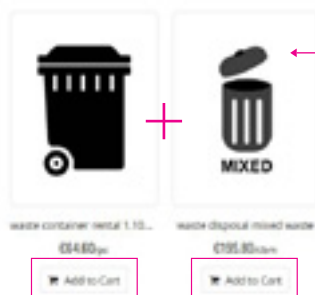 MIXED
waste container rental 1.10...
waste disposal mixed waste
€64.60/pc
€195.80/cbm
Add to Cart
Add to Cart